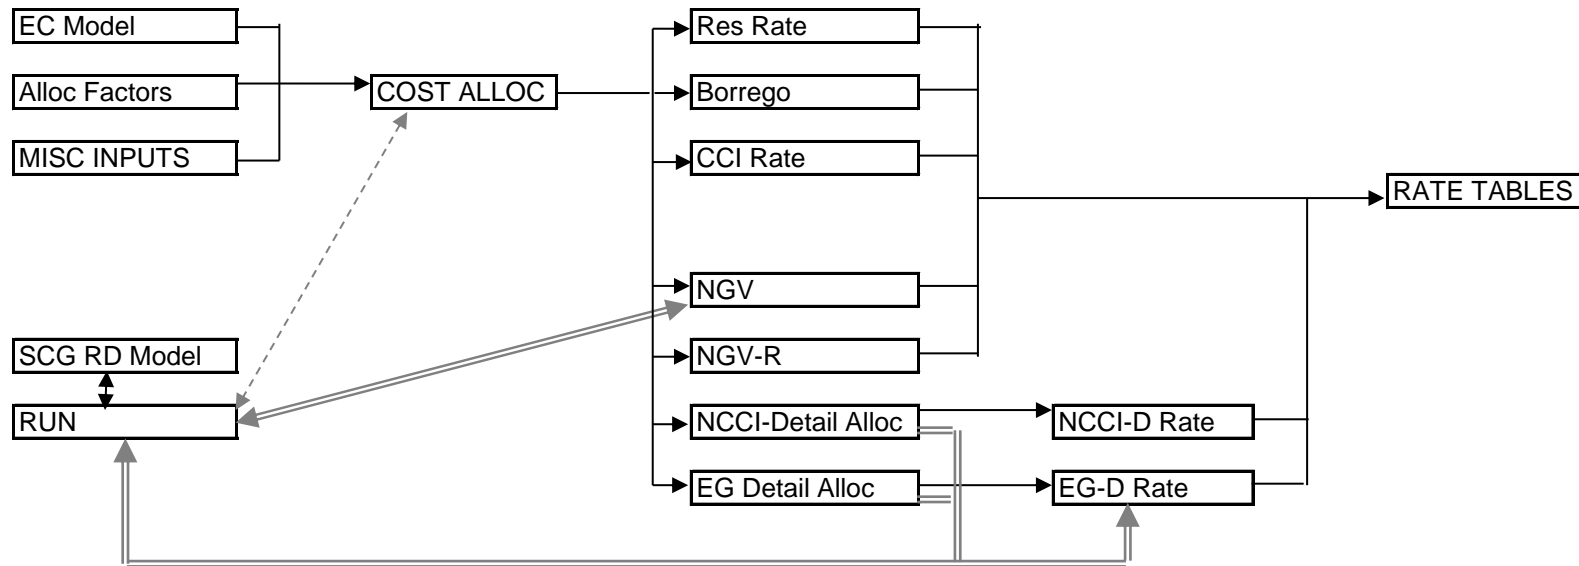 EC Model
Res Rate
Alloc Factors
COST ALLOC
Borrego
MISC INPUTS
CCI Rate
RATE TABLES
NGV
SCG RD Model
NGV-R
RUN
NCCI-Detail Alloc
NCCI-D Rate
EG Detail Alloc
EG-D Rate